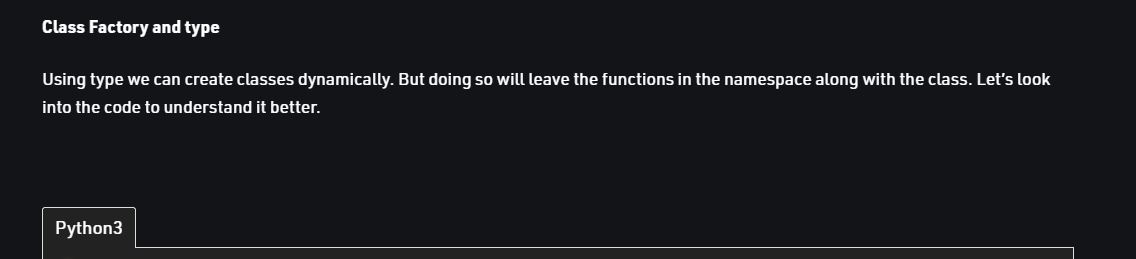 Class Factory and type
Using type we can create classes dynamically. But doing so will leave the functions in the namespace along with the class. Let’s look
into the code to understand it better.
Python3